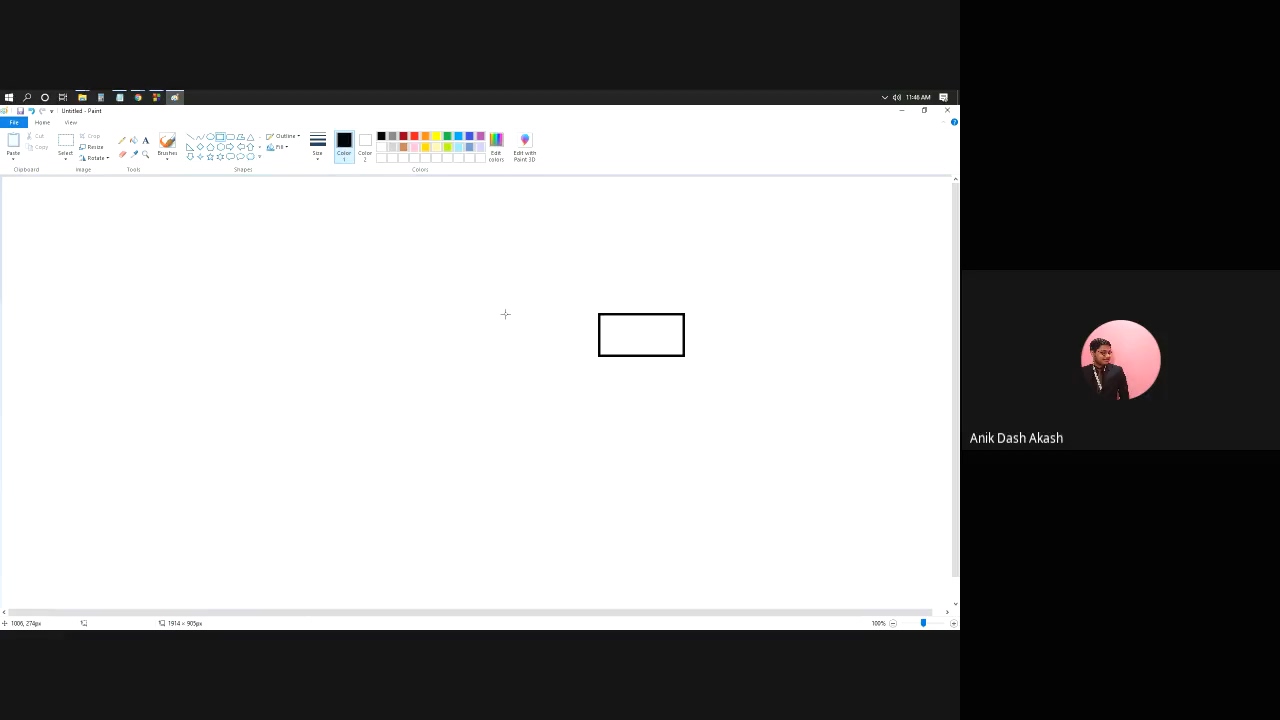 11:46 AM
Untitled - Paint
File Home View
Paste
Cut
Copy
Clipboard
Select
Crop
Resize
Rotate
Image
A
Tools
Brushes
Outline
Fill
Shapes
Size
Color 1
Color 2
Edit colors
Edit with Paint 3D
Colors
1006, 274px
1914 × 905px
100%
Anik Dash Akash